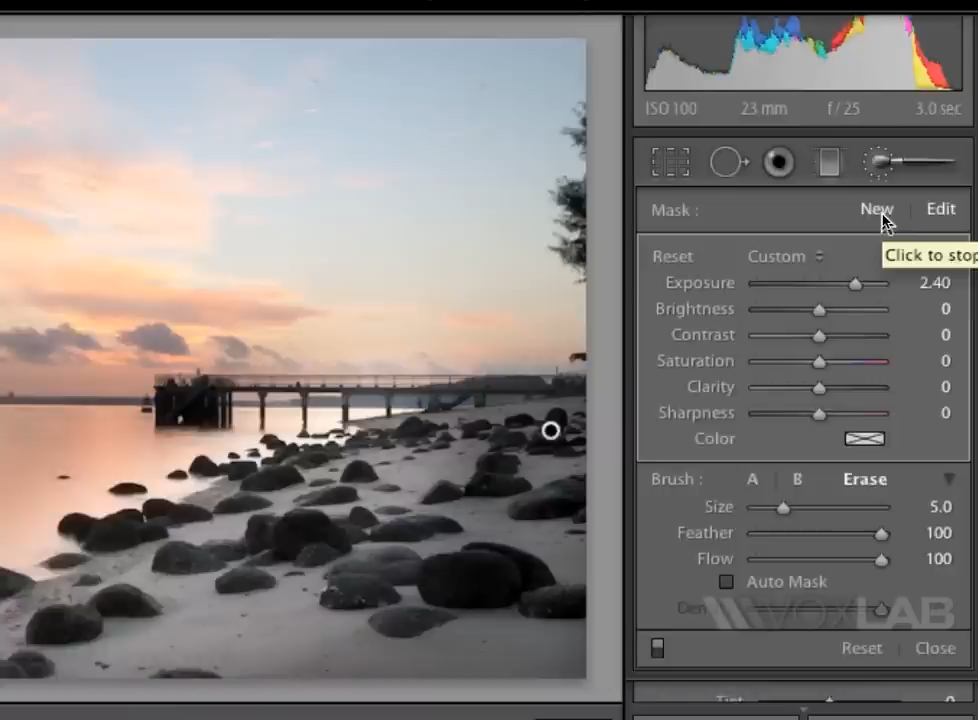 ISO 100 23 mm f / 25 3.0 sec
Mask : New Edit
Click to stop
Reset Custom
Exposure 2.40
Brightness 0
Contrast 0
Saturation 0
Clarity 0
Sharpness 0
Color
Brush : A B Erase
Size 5.0
Feather 100
Flow 100
Auto Mask
VOXLAB
Reset Close
Tint 0